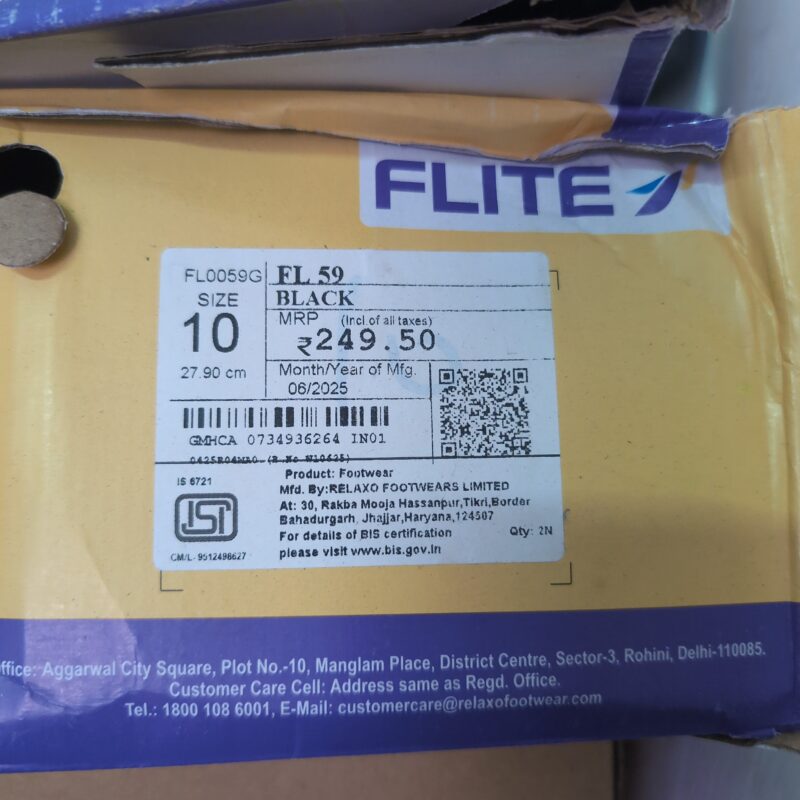 FLITE
FL0059G
FL 59
SIZE
BLACK
10
MRP (Incl.of all taxes)
₹249.50
27.90 cm
Month/Year of Mfg.
06/2025
GMHCA 0734936264 IN01
IS 6721
Product: Footwear
Mfd. By:RELAXO FOOTWEARS LIMITED
At: 30, Rakba Mooja Hassanpur,Tikri,Border
Bahadurgarh, Jhajjar,Haryana,124507
For details of BIS certification
Qty: 2N
please visit www.bis.gov.in
ISI
CM/L- 9512498627
Aggarwal City Square, Plot No.-10, Manglam Place, District Centre, Sector-3, Rohini, Delhi-110085.
Customer Care Cell: Address same as Regd. Office.
Tel.: 1800 108 6001, E-Mail: customercare@relaxofootwear.com